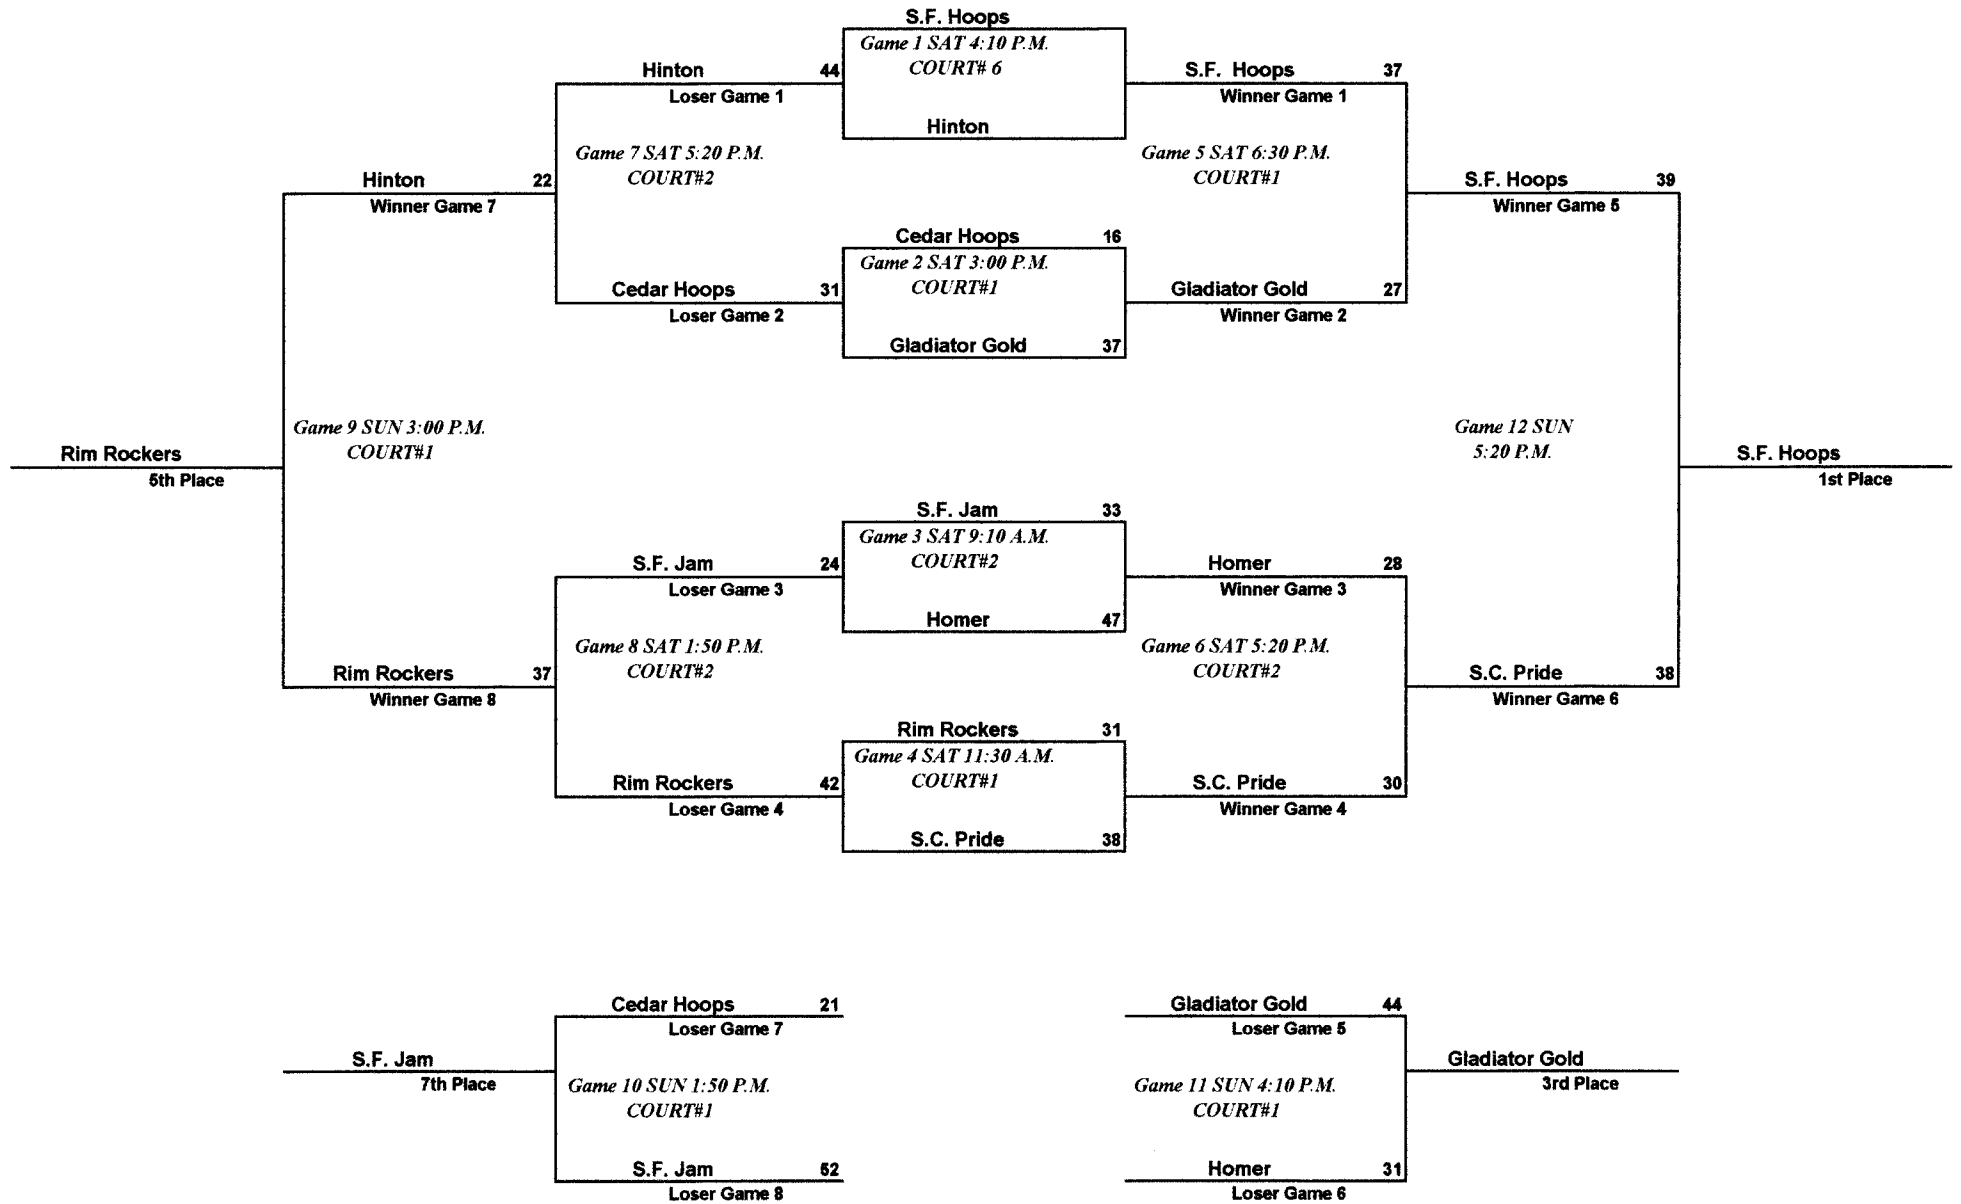 S.F. Hoops
Game 1 SAT 4:10 P.M.
COURT# 6
Hinton 44
Loser Game 1
S.F. Hoops 37
Winner Game 1
Hinton
Game 7 SAT 5:20 P.M.
COURT#2
Game 5 SAT 6:30 P.M.
COURT#1
Hinton 22
Winner Game 7
S.F. Hoops 39
Winner Game 5
Cedar Hoops 16
Game 2 SAT 3:00 P.M.
COURT#1
Cedar Hoops 31
Loser Game 2
Gladiator Gold 27
Winner Game 2
Gladiator Gold 37
Game 9 SUN 3:00 P.M.
COURT#1
Game 12 SUN
5:20 P.M.
Rim Rockers
5th Place
S.F. Hoops
1st Place
S.F. Jam 33
Game 3 SAT 9:10 A.M.
COURT#2
S.F. Jam 24
Loser Game 3
Homer 28
Winner Game 3
Homer 47
Game 8 SAT 1:50 P.M.
COURT#2
Game 6 SAT 5:20 P.M.
COURT#2
Rim Rockers 37
Winner Game 8
S.C. Pride 38
Winner Game 6
Rim Rockers 31
Game 4 SAT 11:30 A.M.
COURT#1
Rim Rockers 42
Loser Game 4
S.C. Pride 30
Winner Game 4
S.C. Pride 38
Cedar Hoops 21
Loser Game 7
Gladiator Gold 44
Loser Game 5
S.F. Jam
7th Place
Game 10 SUN 1:50 P.M.
COURT#1
Game 11 SUN 4:10 P.M.
COURT#1
Gladiator Gold
3rd Place
S.F. Jam 52
Loser Game 8
Homer 31
Loser Game 6